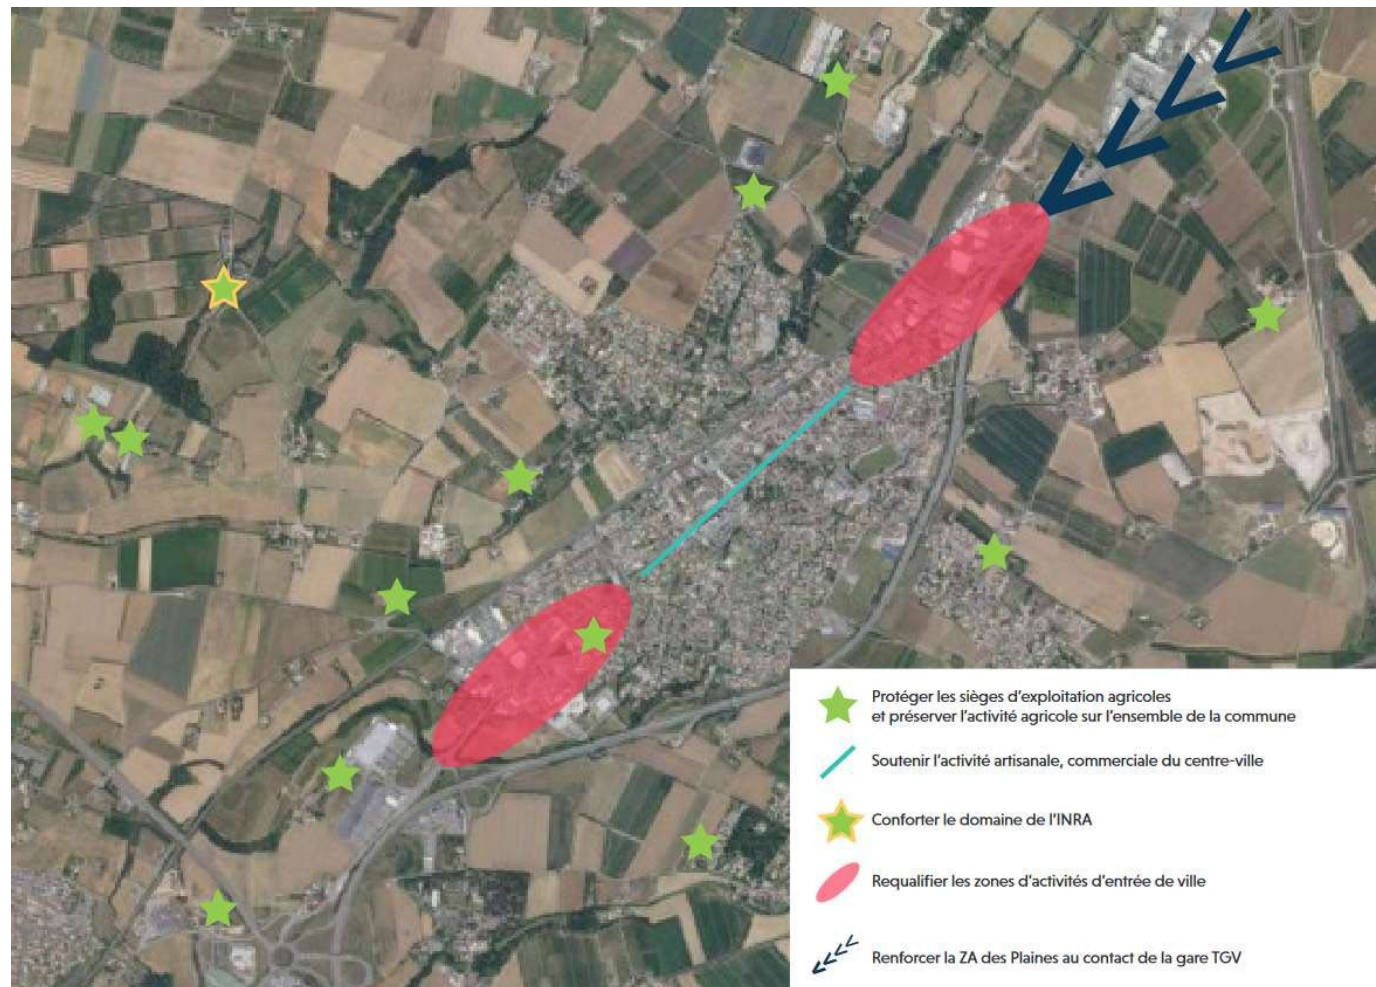 Protéger les sièges d'exploitation agricoles
et préserver l'activité agricole sur l'ensemble de la commune
Soutenir l'activité artisanale, commerciale du centre-ville
Conforter le domaine de l'INRA
Requalifier les zones d'activités d'entrée de ville
Renforcer la ZA des Plaines au contact de la gare TGV